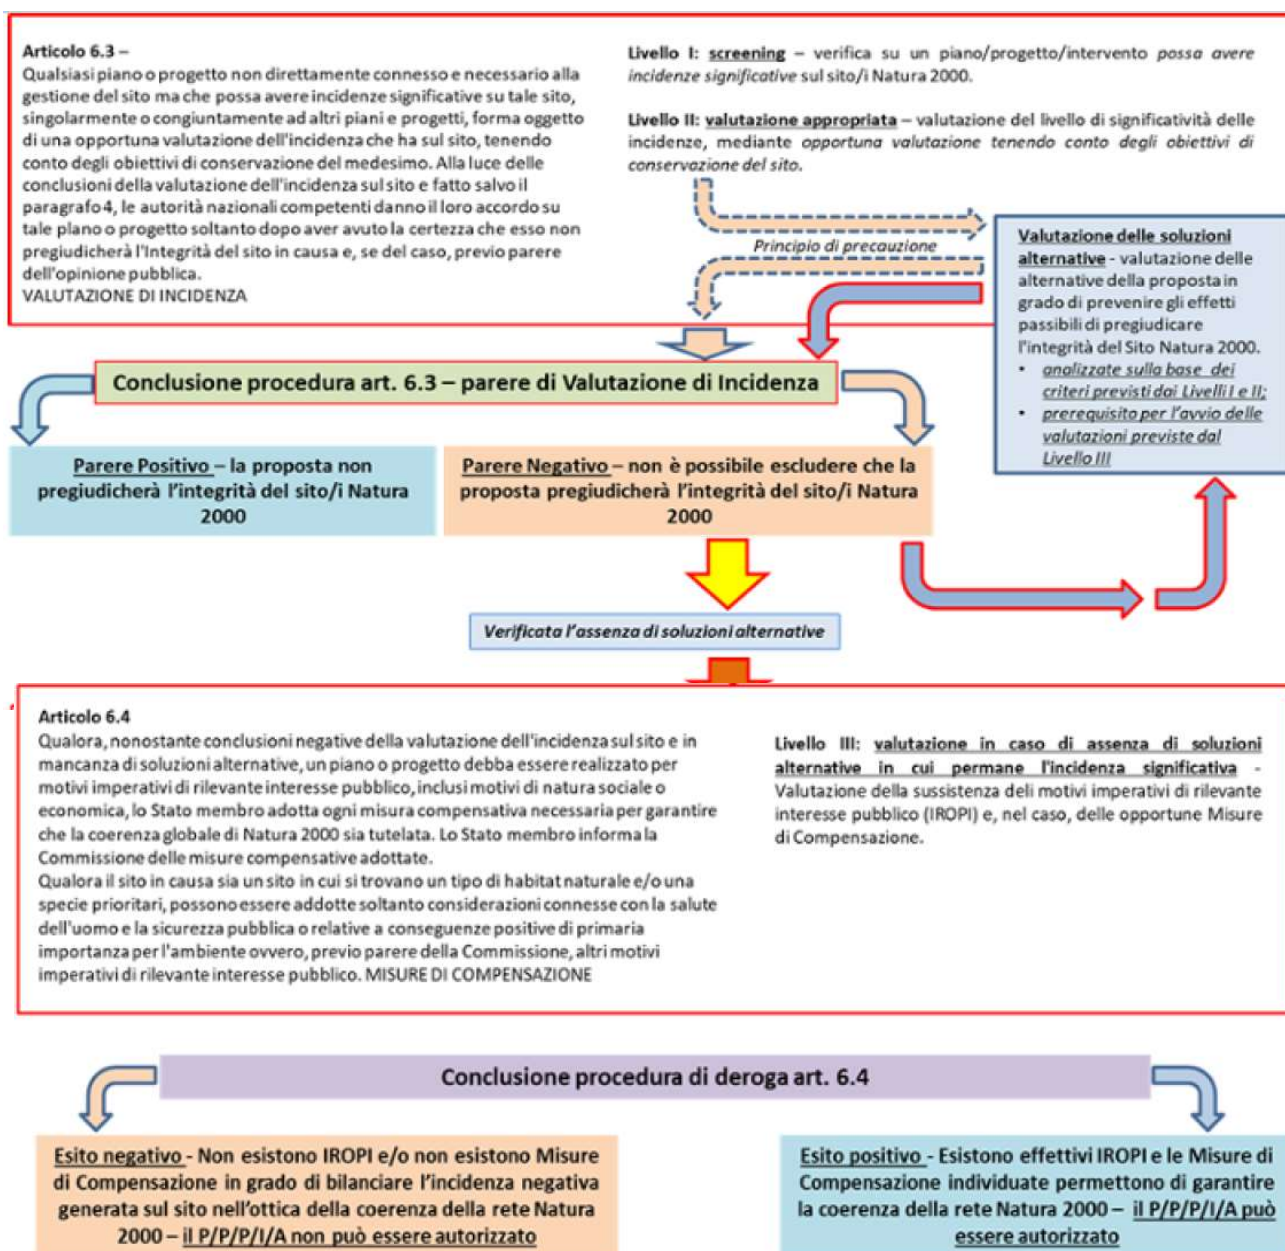 Articolo 6.3 –
Qualsiasi piano o progetto non direttamente connesso e necessario alla
gestione del sito ma che possa avere incidenze significative su tale sito,
singolarmente o congiuntamente ad altri piani e progetti, forma oggetto
di una opportuna valutazione dell'incidenza che ha sul sito, tenendo
conto degli obiettivi di conservazione del medesimo. Alla luce delle
conclusioni della valutazione dell'incidenza sul sito e fatto salvo il
paragrafo 4, le autorità nazionali competenti danno il loro accordo su
tale plano o progetto soltanto dopo aver avuto la certezza che esso non
pregiudicherà l'Integrità del sito in causa e, se del caso, previo parere
dell'opinione pubblica.
VALUTAZIONE DI INCIDENZA
Livello I: screening – verifica su un piano/progetto/intervento possa avere
incidenze significative sul sito/i Natura 2000.
Livello II: valutazione appropriata – valutazione del livello di significatività delle
incidenze, mediante opportuna valutazione tenendo conto degli obiettivi di
conservazione del sito.
Principio di precauzione
Valutazione delle soluzioni
alternative - valutazione delle
alternative della proposta in
grado di prevenire gli effetti
passibili di pregiudicare
l'integrità del Sito Natura 2000.
• analizzate sulla base dei
criteri previsti dai Livelli I e II;
• prerequisito per l'avvio delle
valutazioni previste dal
Livello III
Conclusione procedura art. 6.3 – parere di Valutazione di Incidenza
Parere Positivo – la proposta non
pregiudicherà l'integrità del sito/i Natura
2000
Parere Negativo – non è possibile escludere che la
proposta pregiudicherà l'integrità del sito/i Natura
2000
Verificata l'assenza di soluzioni alternative
Articolo 6.4
Qualora, nonostante conclusioni negative della valutazione dell'incidenza sul sito e in
mancanza di soluzioni alternative, un piano o progetto debba essere realizzato per
motivi imperativi di rilevante interesse pubblico, inclusi motivi di natura sociale o
economica, lo Stato membro adotta ogni misura compensativa necessaria per garantire
che la coerenza globale di Natura 2000 sia tutelata. Lo Stato membro informa la
Commissione delle misure compensative adottate.
Qualora il sito in causa sia un sito in cui si trovano un tipo di habitat naturale e/o una
specie prioritari, possono essere addotte soltanto considerazioni connesse con la salute
dell'uomo e la sicurezza pubblica o relative a conseguenze positive di primaria
importanza per l'ambiente ovvero, previo parere della Commissione, altri motivi
imperativi di rilevante interesse pubblico. MISURE DI COMPENSAZIONE
Livello III: valutazione in caso di assenza di soluzioni
alternative in cui permane l'incidenza significativa -
Valutazione della sussistenza deli motivi imperativi di rilevante
interesse pubblico (IROPI) e, nel caso, delle opportune Misure
di Compensazione.
Conclusione procedura di deroga art. 6.4
Esito negativo - Non esistono IROPI e/o non esistono Misure
di Compensazione in grado di bilanciare l'incidenza negativa
generata sul sito nell'ottica della coerenza della rete Natura
2000 – il P/P/P/I/A non può essere autorizzato
Esito positivo - Esistono effettivi IROPI e le Misure di
Compensazione individuate permettono di garantire
la coerenza della rete Natura 2000 – il P/P/P/I/A può
essere autorizzato